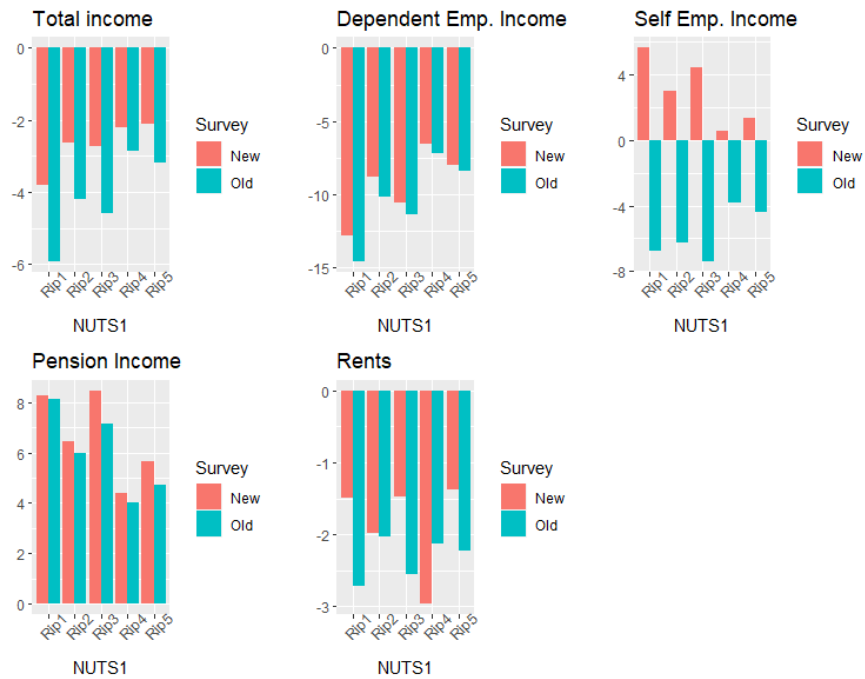 Total income
0
-2
-4
-6
Rip1
Rip2
Rip3
Rip4
Rip5
NUTS1
Survey
New
Old
Dependent Emp. Income
0
-5
-10
-15
Rip1
Rip2
Rip3
Rip4
Rip5
NUTS1
Survey
New
Old
Self Emp. Income
4
0
-4
-8
Rip1
Rip2
Rip3
Rip4
Rip5
NUTS1
Survey
New
Old
Pension Income
8
6
4
2
0
Rip1
Rip2
Rip3
Rip4
Rip5
NUTS1
Survey
New
Old
Rents
0
-1
-2
-3
Rip1
Rip2
Rip3
Rip4
Rip5
NUTS1
Survey
New
Old